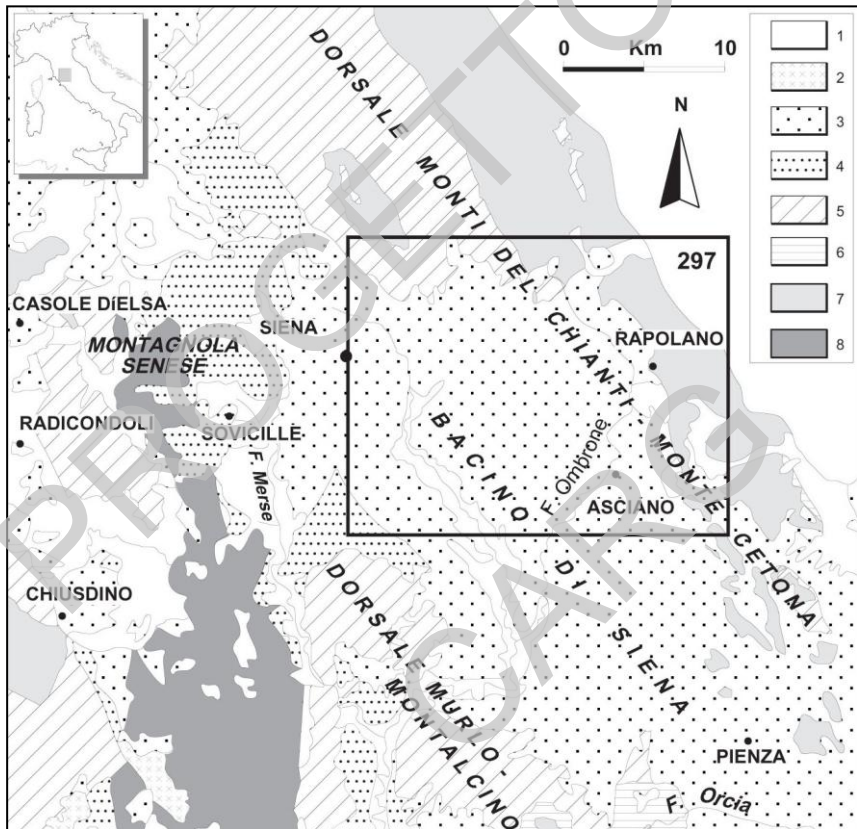 0 Km 10
N
1
2
3
4
5
6
7
8
DORSALE MONTI DEL CHIANTI - MONTE CETONA
297
CASOLE DíELSA
SIENA
MONTAGNOLA
SENESE
RAPOLANO
RADICONDOLI
SOVICILLE
F. Merse
BACINO DI SIENA
F. Ombrone
ASCIANO
CHIUSDINO
DORSALE MURLO-
MONTALCINO
PIENZA
F. Orcia
PROGETTO
CARG